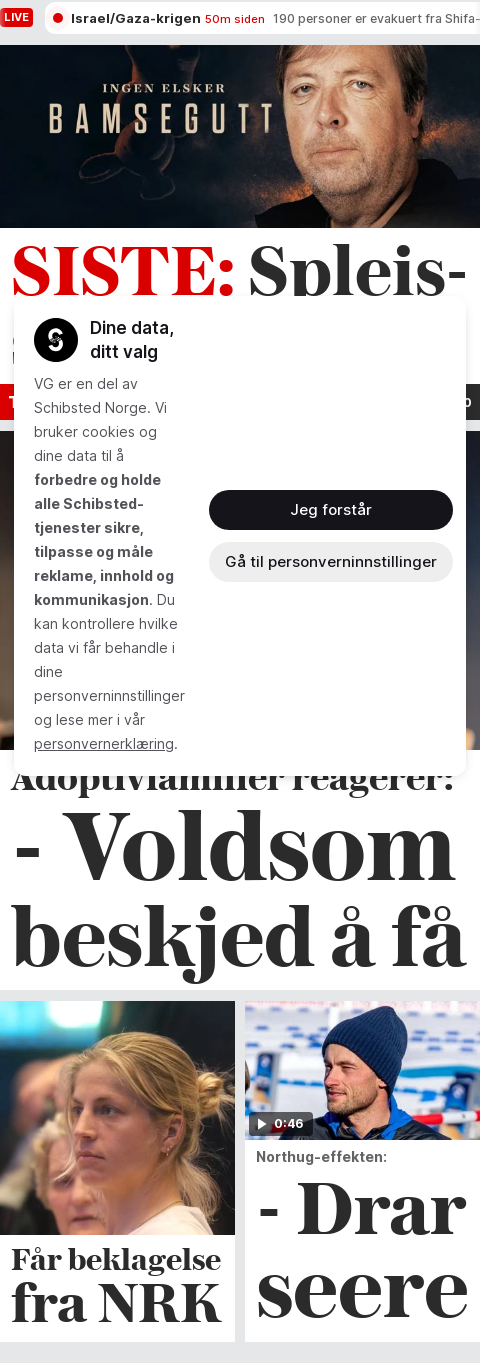 LIVE
Israel/Gaza-krigen 50m siden 190 personer er evakuert fra Shifa-
INGEN ELSKER
BAMSEGUTT
SISTE: Spleis-
Dine data,
ditt valg
VG er en del av
Schibsted Norge. Vi
bruker cookies og
dine data til å
forbedre og holde
alle Schibsted-
tjenester sikre,
tilpasse og måle
reklame, innhold og
kommunikasjon. Du
kan kontrollere hvilke
data vi får behandle i
dine
personverninnstillinger
og lese mer i vår
personvernerklæring.
Jeg forstår
Gå til personverninnstillinger
Adoptivfamilier reagerer:
- Voldsom
beskjed å få
0:46
Får beklagelse
fra NRK
Northug-effekten:
- Drar
seere